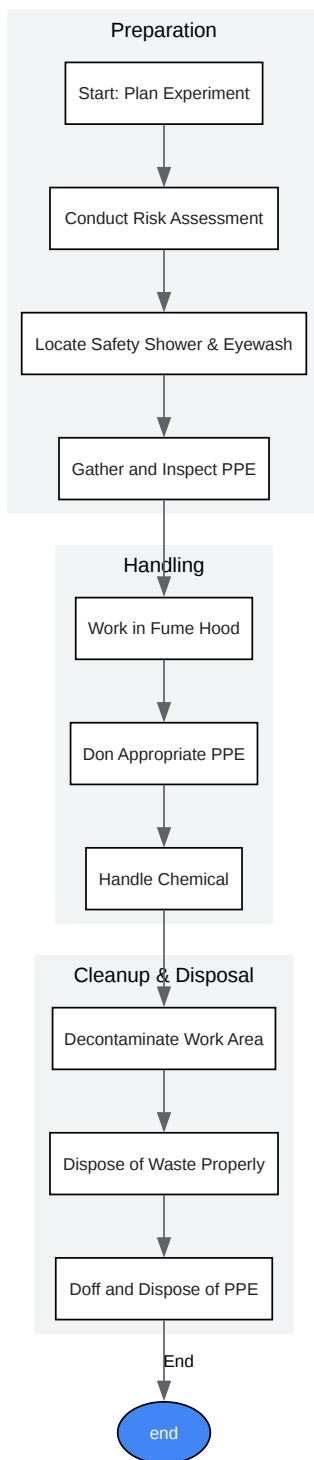 Preparation
Start: Plan Experiment
Conduct Risk Assessment
Locate Safety Shower & Eyewash
Gather and Inspect PPE
Handling
Work in Fume Hood
Don Appropriate PPE
Handle Chemical
Cleanup & Disposal
Decontaminate Work Area
Dispose of Waste Properly
Doff and Dispose of PPE
End
end